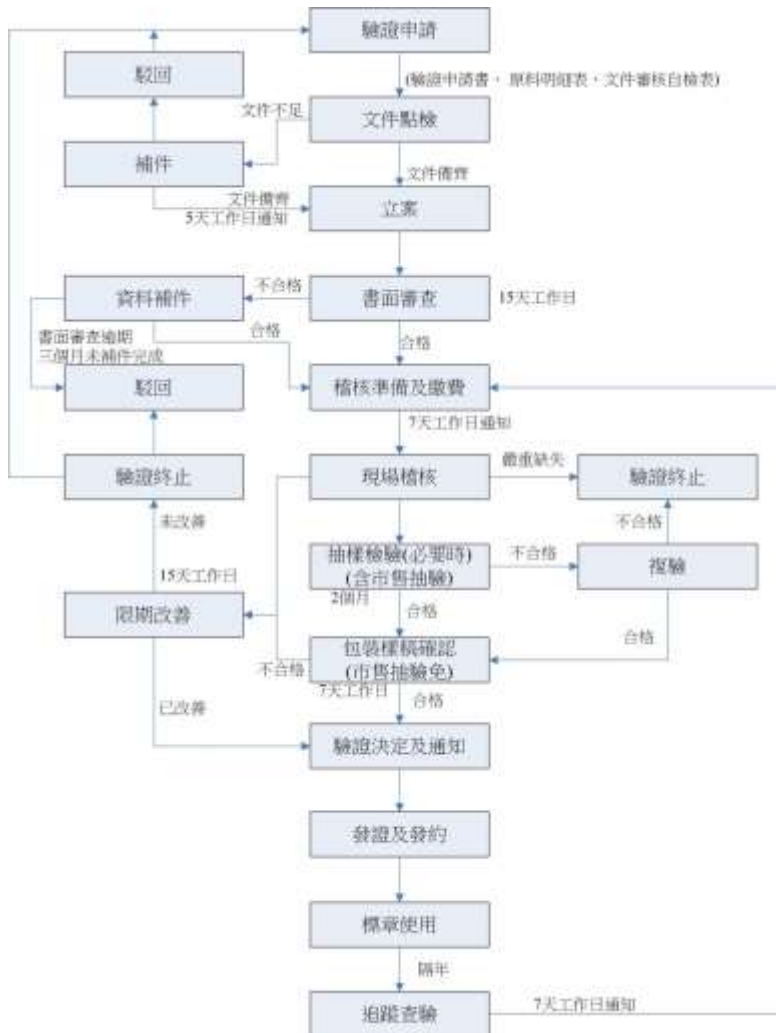 驗證申請
駁回
(驗證申請書、原料明細表、文件審核自檢表)
文件不足
文件點檢
補件
文件備齊
文件備齊
5天工作日通知
立案
資料補件
不合格
書面審查
15天工作日
書面審查逾期
三個月未補件完成
合格
合格
駁回
稽核準備及繳費
7天工作日通知
驗證終止
現場稽核
嚴重缺失
驗證終止
未改善
不合格
抽樣檢驗(必要時)
(含市售抽驗)
不合格
複驗
15天工作日
2個月
限期改善
合格
合格
包裝樣稿確認
(市售抽驗免)
不合格
7天工作日
合格
已改善
驗證決定及通知
發證及發約
標章使用
隔年
追蹤查驗
7天工作日通知